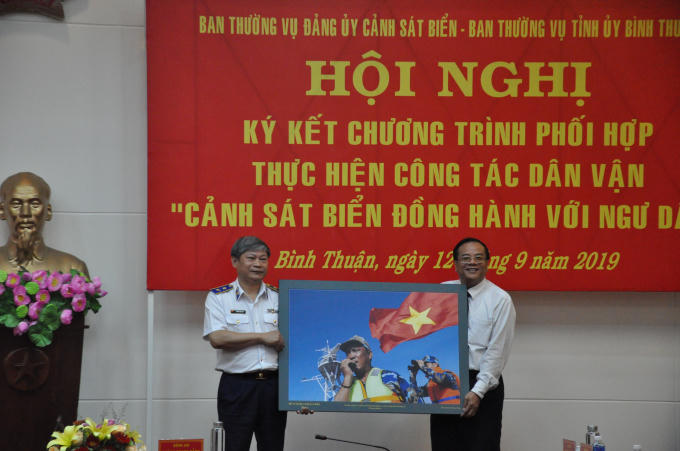 BAN THƯỜNG VỤ ĐẢNG ỦY CẢNH SÁT BIỂN - BAN THƯỜNG VỤ TỈNH ỦY BÌNH THU
HỘI NGHỊ
KÝ KẾT CHƯƠNG TRÌNH PHỐI HỢP
THỰC HIỆN CÔNG TÁC DÂN VẬN
"CẢNH SÁT BIỂN ĐỒNG HÀNH VỚI NGƯ DÂ
Bình Thuận, ngày 12 g 9 năm 2019